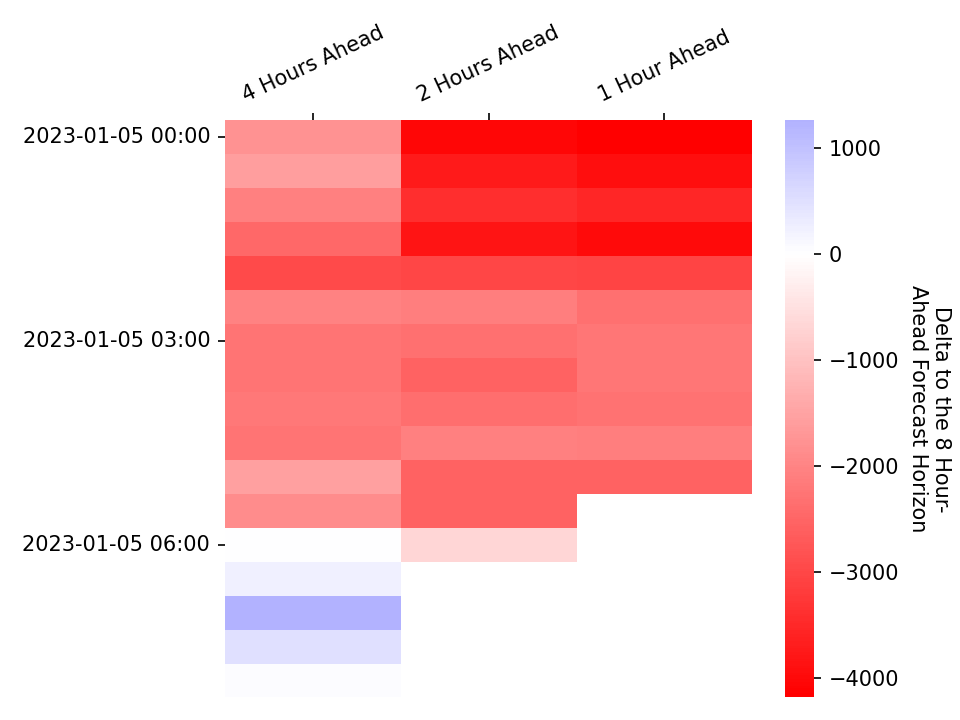 4 Hours Ahead
2 Hours Ahead
1 Hour Ahead
2023-01-05 00:00
2023-01-05 03:00
2023-01-05 06:00
1000
0
−1000
−2000
−3000
−4000
Delta to the 8 Hour-
Ahead Forecast Horizon